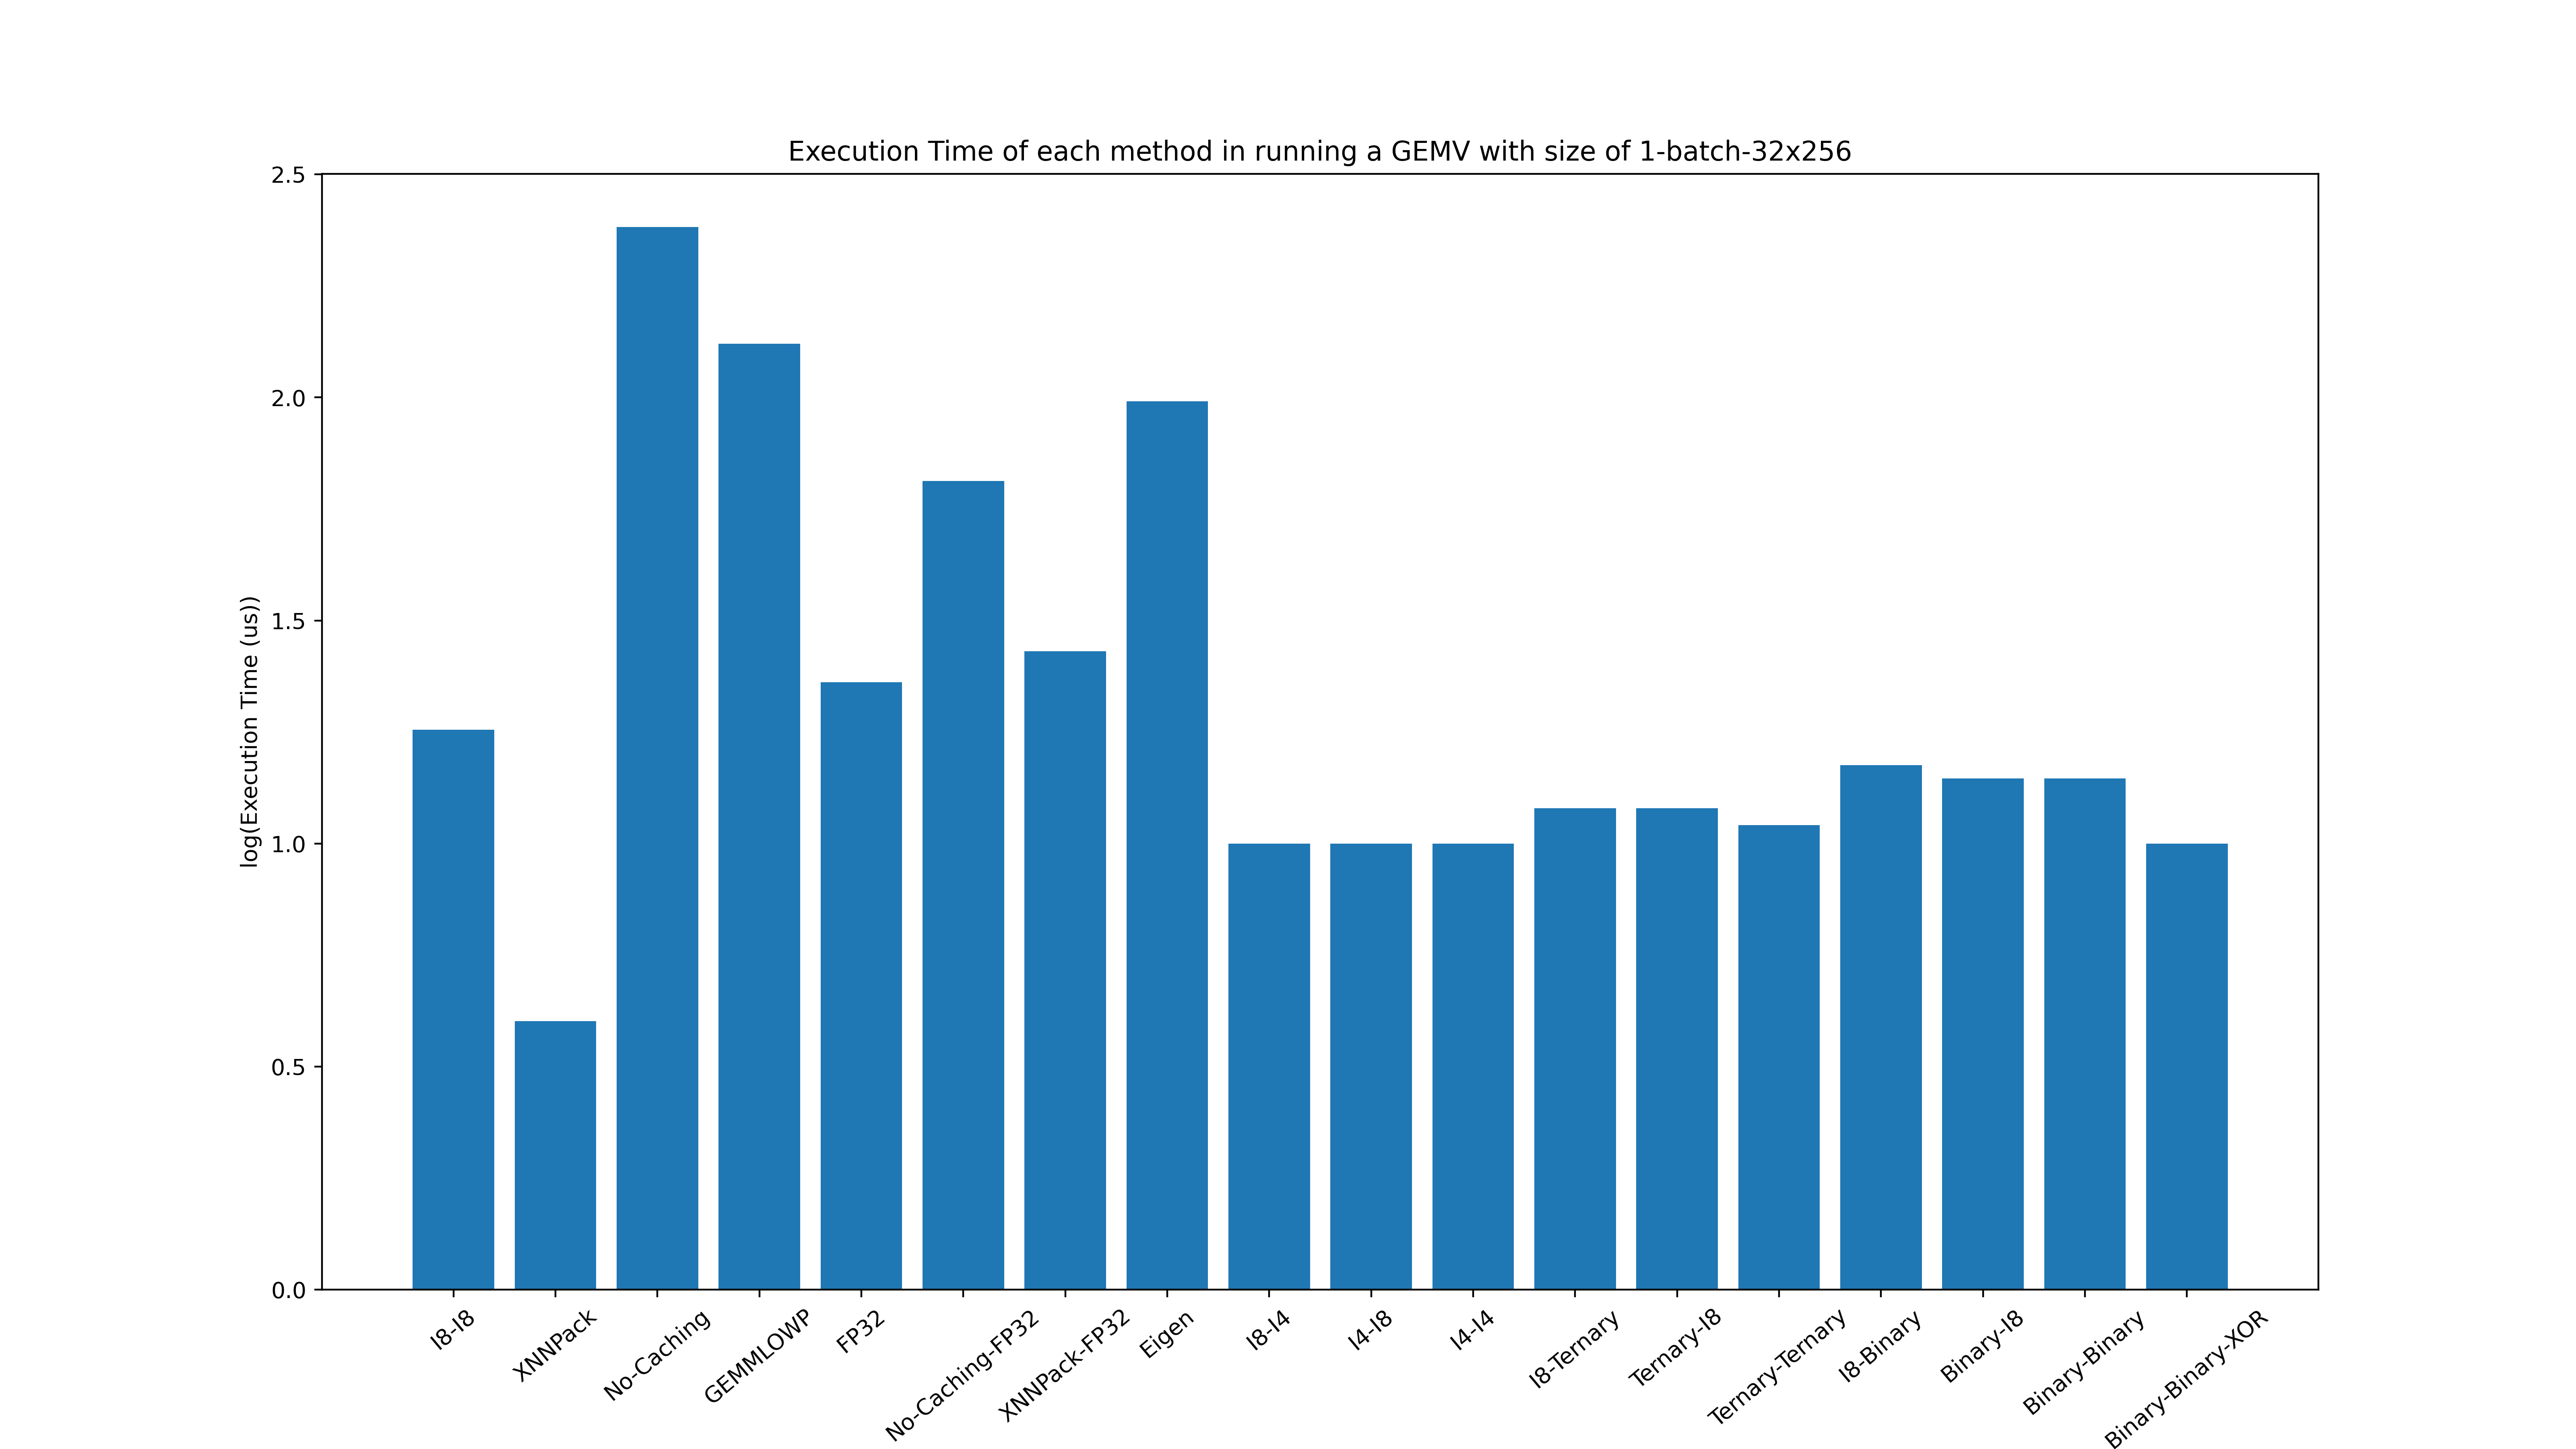 Execution Time of each method in running a GEMV with size of 1-batch-32x256
log(Execution Time (us))
2.5
2.0
1.5
1.0
0.5
0.0
I8-I8
XNNPack
No-Caching
GEMMLOWP
FP32
No-Caching-FP32
XNNPack-FP32
Eigen
I8-I4
I4-I8
I4-I4
I8-Ternary
Ternary-I8
Ternary-Ternary
I8-Binary
Binary-I8
Binary-Binary
Binary-Binary-XOR